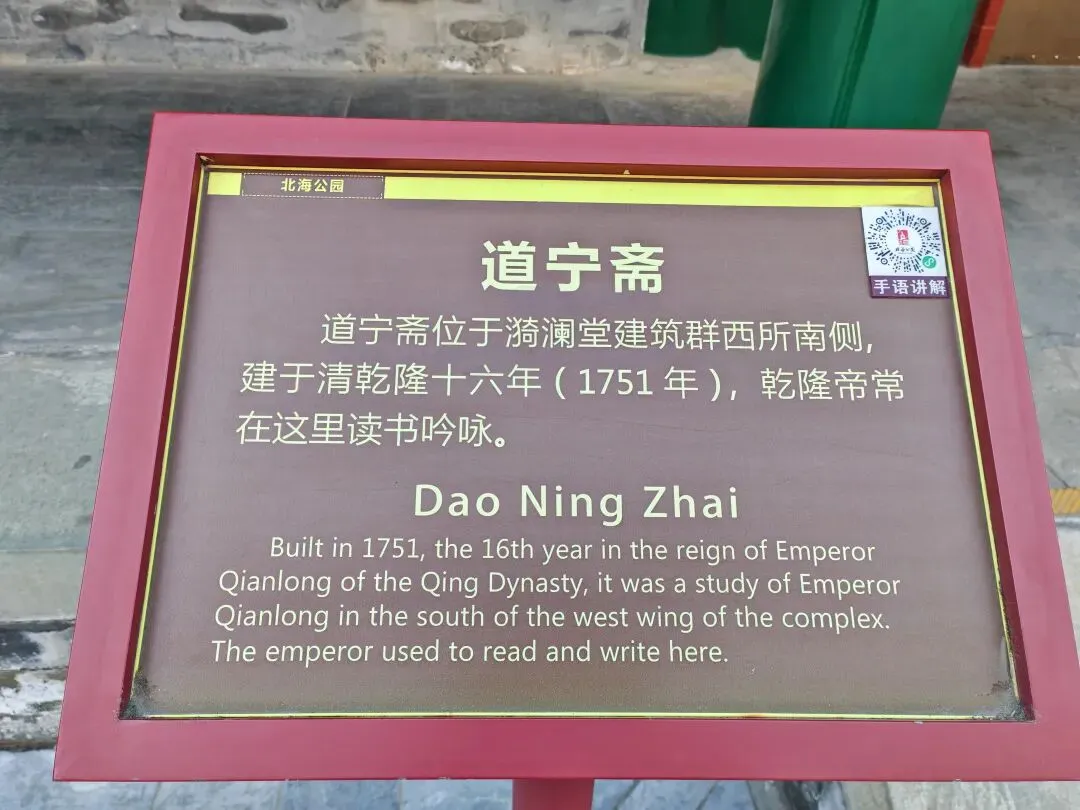 北海公园
手语讲解
道宁斋
道宁斋位于漪澜堂建筑群西所南侧，
建于清乾隆十六年（1751 年），乾隆帝常
在这里读书吟咏。
Dao Ning Zhai
Built in 1751, the 16th year in the reign of Emperor
Qianlong of the Qing Dynasty, it was a study of Emperor
Qianlong in the south of the west wing of the complex.
The emperor used to read and write here.